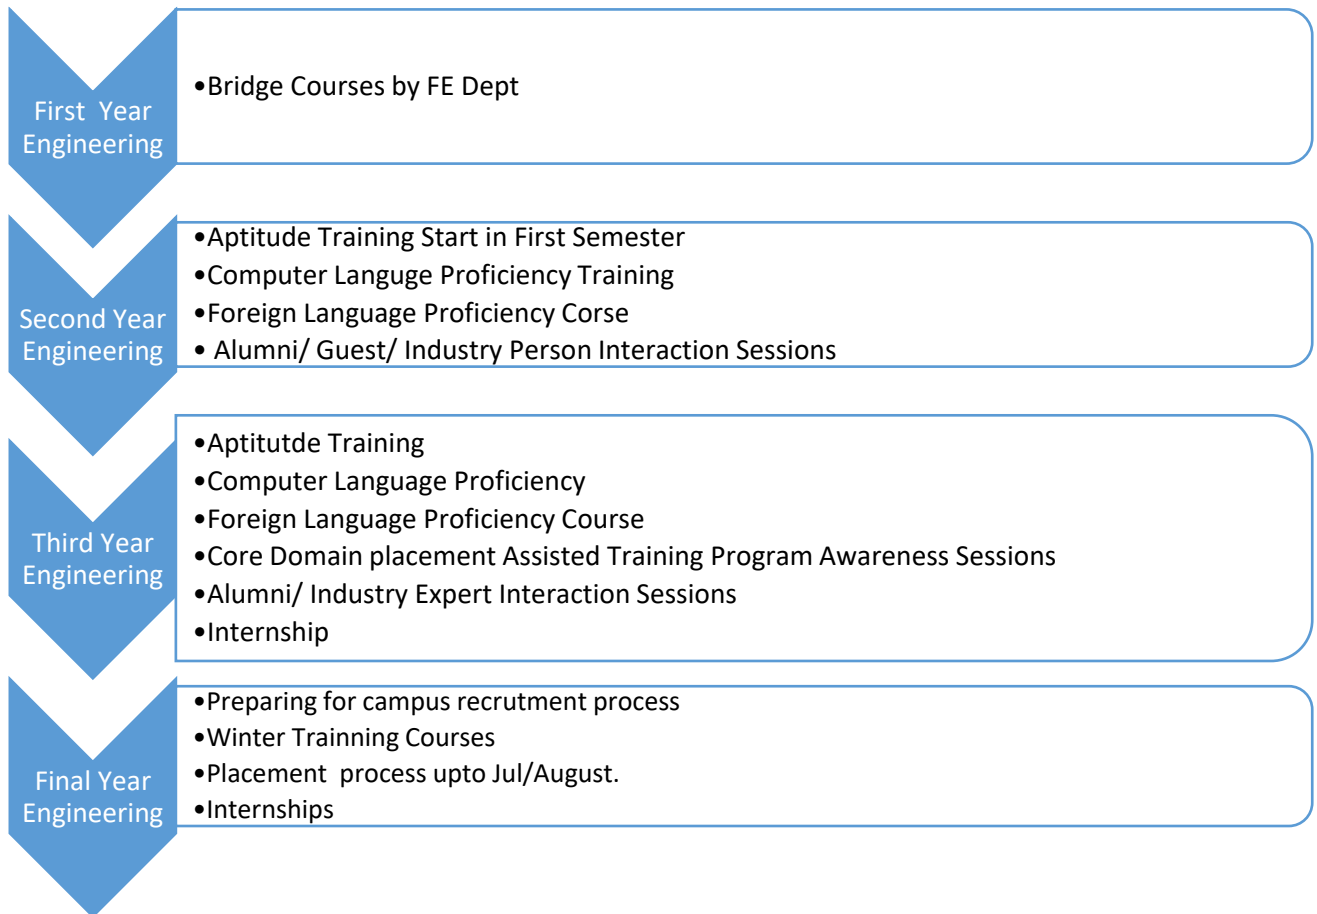 First Year
Engineering
•Bridge Courses by FE Dept
Second Year
Engineering
•Aptitude Training Start in First Semester
•Computer Languge Proficiency Training
•Foreign Language Proficiency Corse
• Alumni/ Guest/ Industry Person Interaction Sessions
Third Year
Engineering
•Aptitutde Training
•Computer Language Proficiency
•Foreign Language Proficiency Course
•Core Domain placement Assisted Training Program Awareness Sessions
•Alumni/ Industry Expert Interaction Sessions
•Internship
Final Year
Engineering
•Preparing for campus recrutment process
•Winter Trainning Courses
•Placement process upto Jul/August.
•Internships